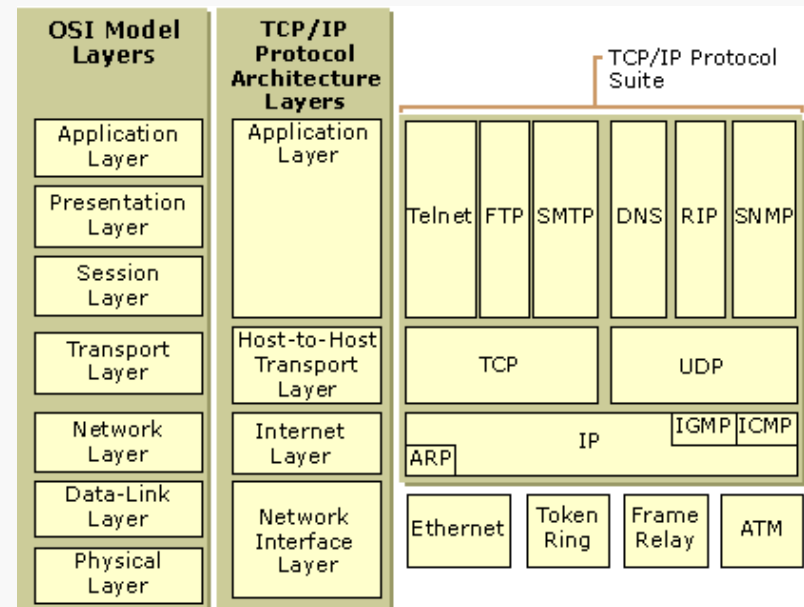 OSI Model
Layers
Application
Layer
Presentation
Layer
Session
Layer
Transport
Layer
Network
Layer
Data-Link
Layer
Physical
Layer
TCP/IP
Protocol
Architecture
Layers
Application
Layer
Host-to-Host
Transport
Layer
Internet
Layer
Network
Interface
Layer
TCP/IP Protocol
Suite
Telnet FTP SMTP DNS RIP SNMP
TCP UDP
IP IGMP ICMP
ARP
Ethernet
Token
Ring
Frame
Relay
ATM